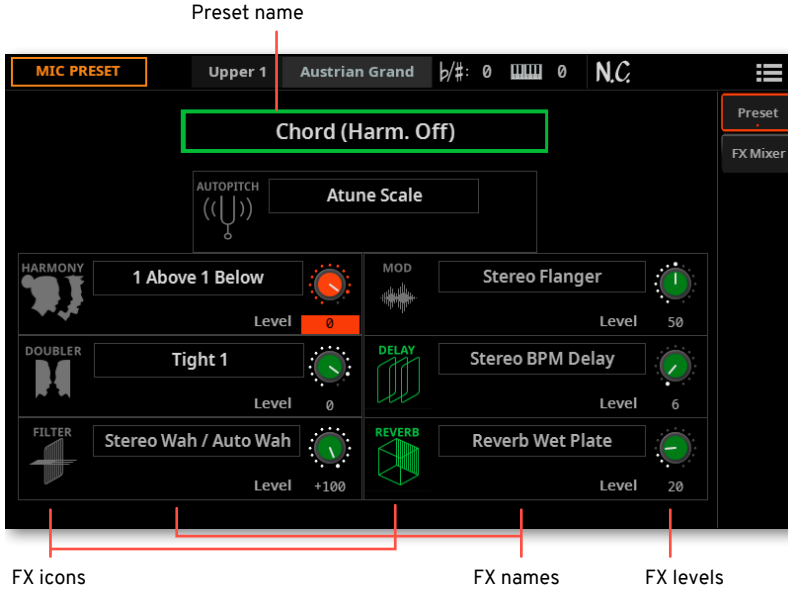 Preset name
MIC PRESET Upper 1 Austrian Grand b/#: 0 0 N.C.
Preset
Chord (Harm. Off)
FX Mixer
AUTOPITCH
Atune Scale
HARMONY
1 Above 1 Below
Level 0
MOD
Stereo Flanger
Level 50
DOUBLER
Tight 1
Level 0
DELAY
Stereo BPM Delay
Level 6
FILTER
Stereo Wah / Auto Wah
Level +100
REVERB
Reverb Wet Plate
Level 20
FX icons FX names FX levels